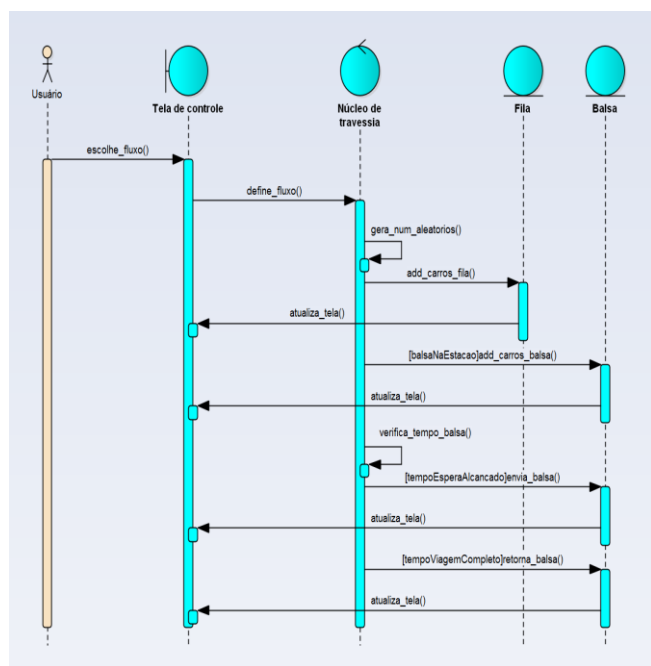 Usuário
Tela de controle
Núcleo de
travessia
Fila
Balsa
escolhe_fluxo()
define_fluxo()
gera_num_aleatorios()
add_carros_fila()
atualiza_tela()
[balsaNaEstacao]add_carros_balsa()
atualiza_tela()
verifica_tempo_balsa()
[tempoEsperaAlcancado]envia_balsa()
atualiza_tela()
[tempoViagemCompleto]retorna_balsa()
atualiza_tela()